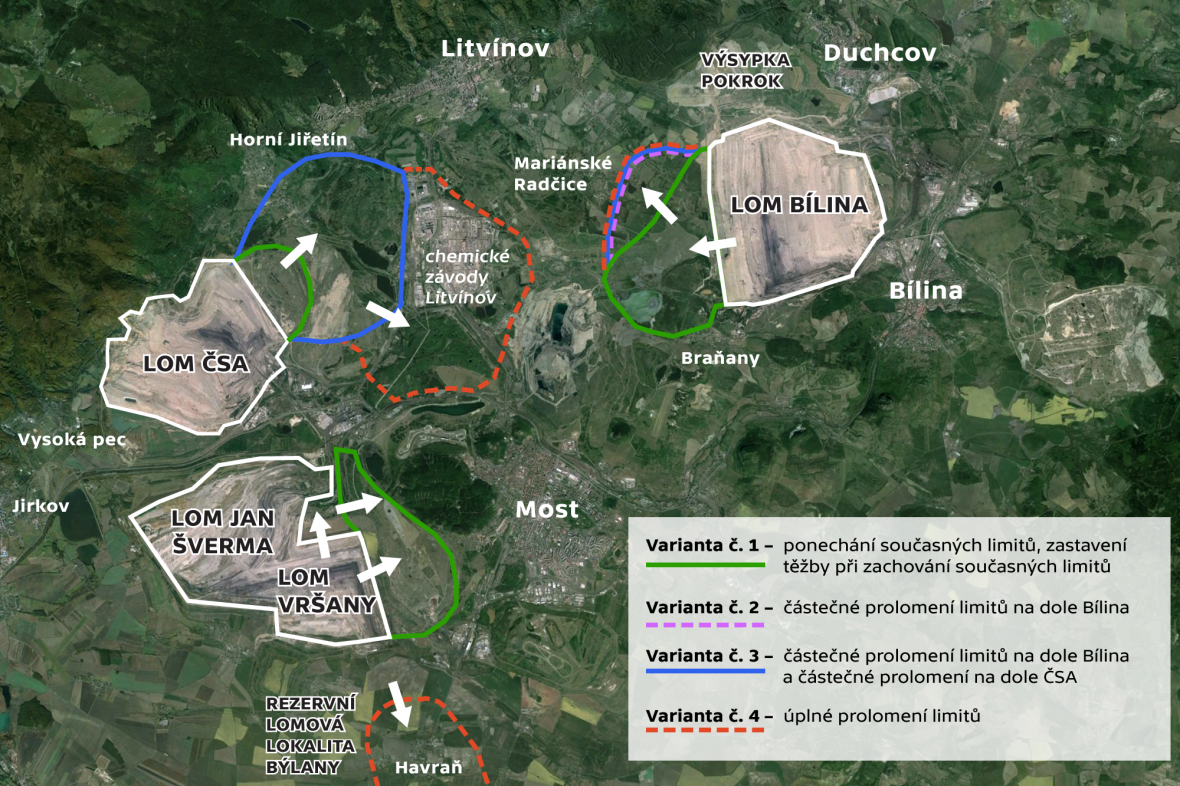 Litvínov
Duchcov
VÝSYPKA
POKROK
Horní Jiřetín
Mariánské
Radčice
LOM BÍLINA
chemické
závody
Litvínov
Bílina
LOM ČSA
Braňany
Vysoká pec
Jirkov
LOM JAN
ŠVERMA
Most
LOM
VRŠANY
Varianta č. 1 – ponechání současných limitů, zastavení
těžby při zachování současných limitů
Varianta č. 2 – částečné prolomení limitů na dole Bílina
Varianta č. 3 – částečné prolomení limitů na dole Bílina
a částečné prolomení na dole ČSA
Varianta č. 4 – úplné prolomení limitů
REZERVNÍ
LOMOVÁ
LOKALITA
BÝLANY
Havraň